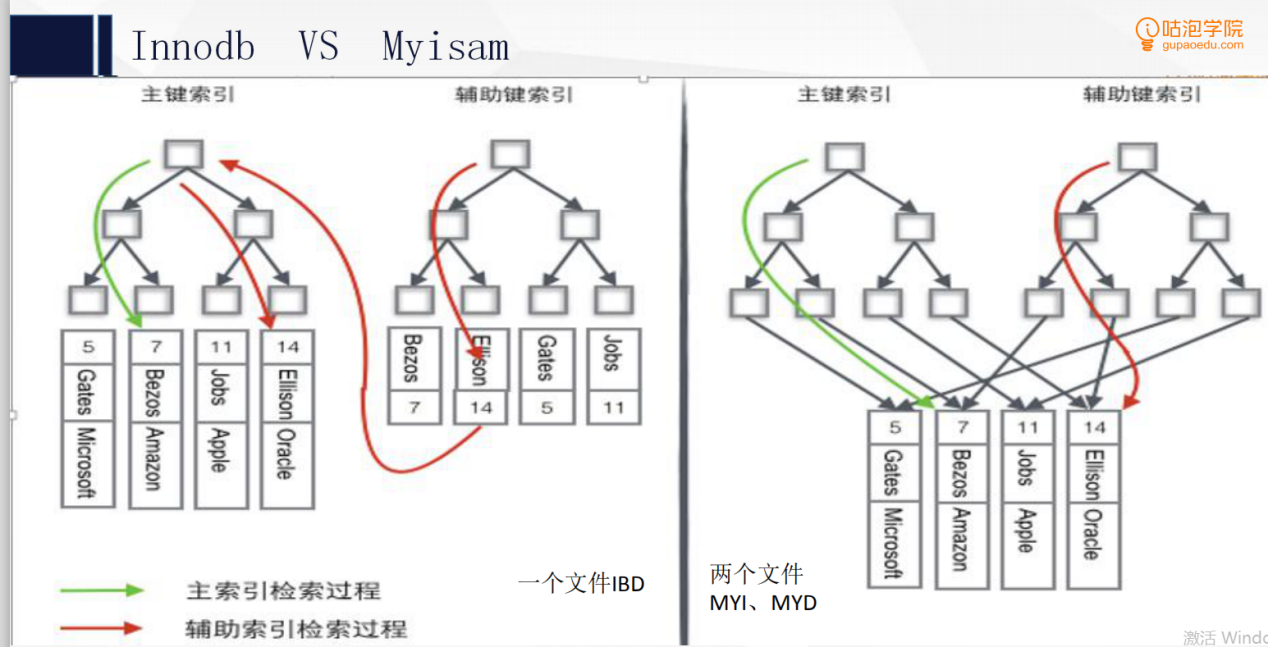 Innodb VS Myisam
咕泡学院
gupaoedu.com
主键索引
辅助键索引
5
7
11
14
Gates
Bezos
Jobs
Ellison
Microsoft
Amazon
Apple
Oracle
Bezos
Ellison
Gates
Jobs
7
14
5
11
主索引检索过程
辅助索引检索过程
一个文件IBD
主键索引
辅助键索引
5
7
11
14
Gates
Bezos
Jobs
Ellison
Microsoft
Amazon
Apple
Oracle
两个文件
MYI、MYD
激活 Windo